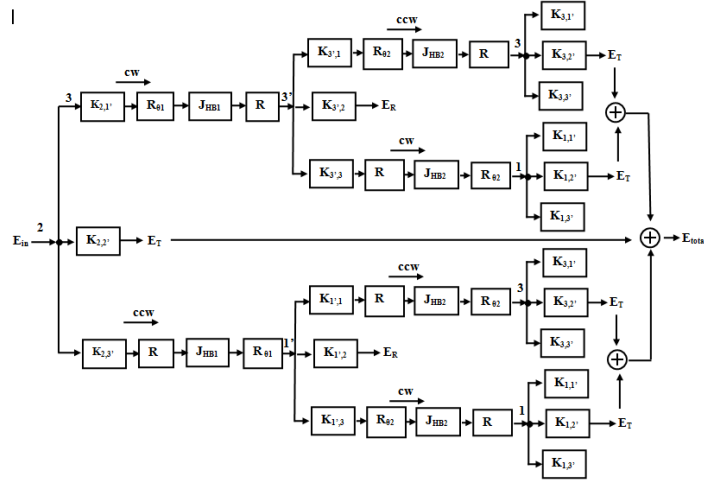 K3,1'
ccw
3
K3',1 Rθ2 JHB2 R K3,2' ET
cw
3 3'
K2,1' Rθ1 JHB1 R K3',2 ER K3,3'
+
K1,1'
cw
1
K3',3 R JHB2 Rθ2 K1,2' ET
K1,3'
2
Ein K2,2' ET + Etota
K3,1'
ccw
3
K1',1 R JHB2 Rθ2 K3,2' ET
ccw
1'
K2,3' R JHB1 Rθ1 K1',2 ER K3,3'
+
K1,1'
cw
1
K1',3 Rθ2 JHB2 R K1,2' ET
K1,3'